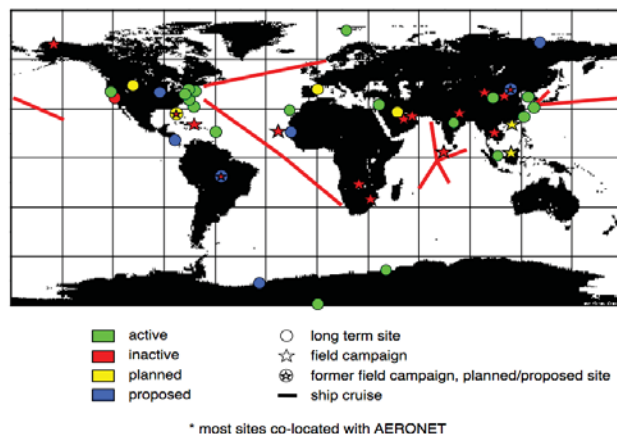 active
inactive
planned
proposed
long term site
field campaign
former field campaign, planned/proposed site
ship cruise
* most sites co-located with AERONET